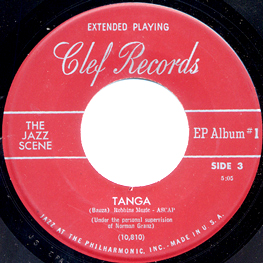 EXTENDED PLAYING
Clef Records
THE JAZZ SCENE
EP Album #1
SIDE 3
5:05
TANGA
(Bauza) Robbins Music - ASCAP
(Under the personal supervision
of Norman Granz)
(10,810)
JAZZ AT THE PHILHARMONIC, INC. - MADE IN U.S.A.